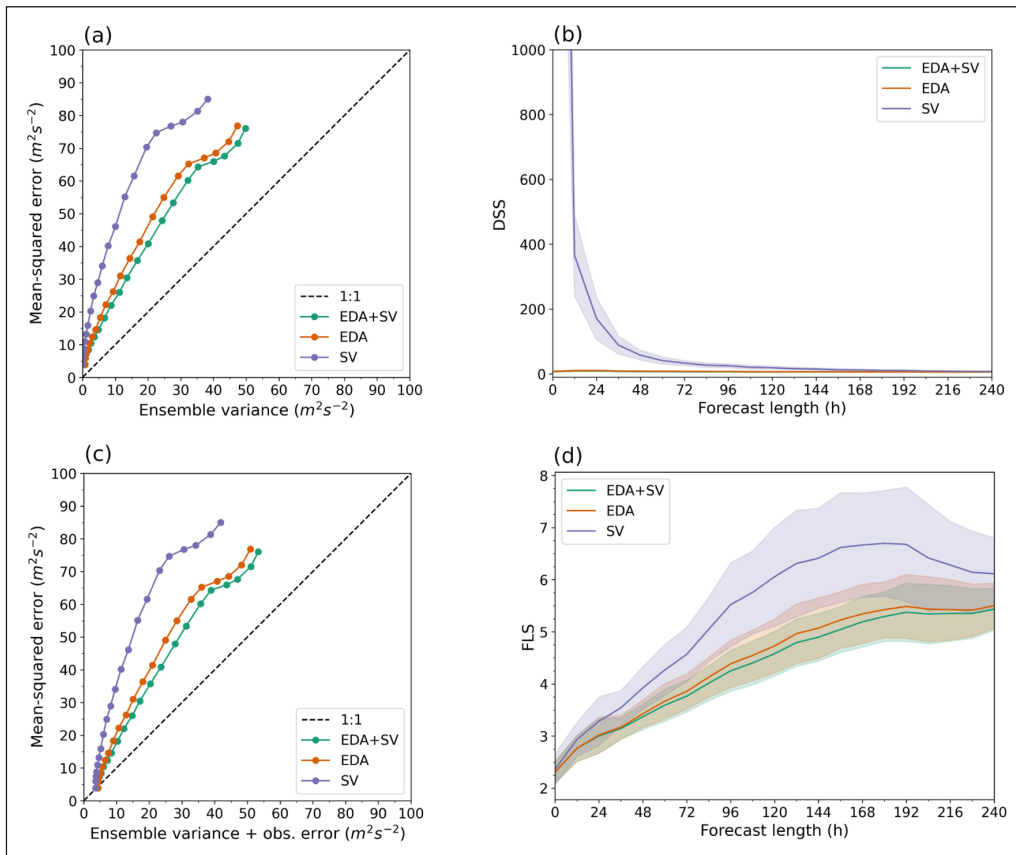 (a)
100
90
80
70
60
50
40
30
20
10
0
Mean-squared error (m²s⁻²)
0 10 20 30 40 50 60 70 80 90 100
Ensemble variance (m²s⁻²)
1:1
EDA+SV
EDA
SV
(b)
1000
800
600
400
200
0
DSS
0 24 48 72 96 120 144 168 192 216 240
Forecast length (h)
EDA+SV
EDA
SV
(c)
100
90
80
70
60
50
40
30
20
10
0
Mean-squared error (m²s⁻²)
0 10 20 30 40 50 60 70 80 90 100
Ensemble variance + obs. error (m²s⁻²)
1:1
EDA+SV
EDA
SV
(d)
8
7
6
5
4
3
2
FLS
0 24 48 72 96 120 144 168 192 216 240
Forecast length (h)
EDA+SV
EDA
SV